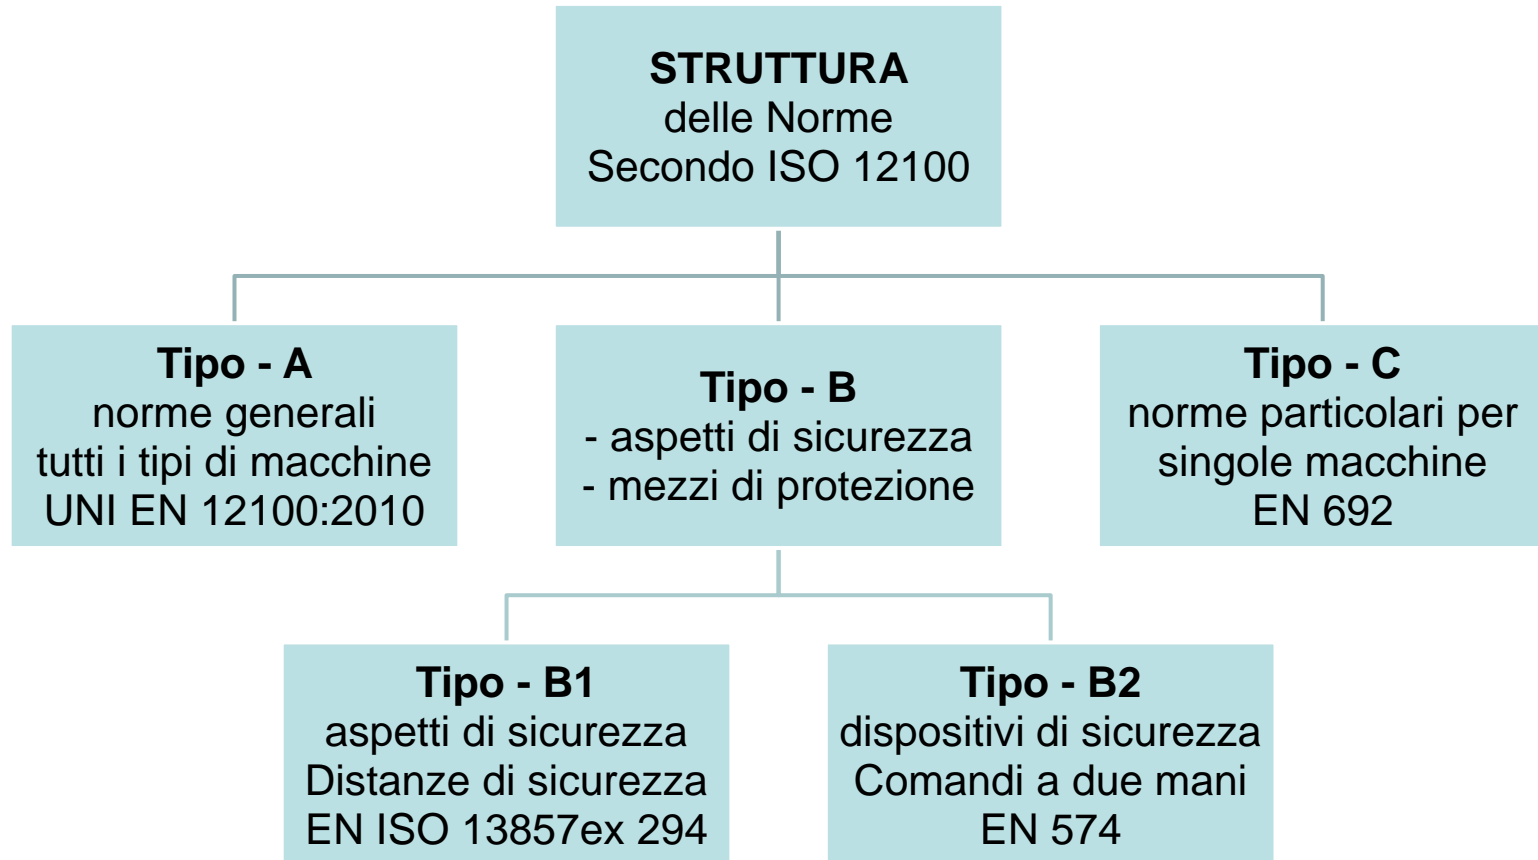 STRUTTURA
delle Norme
Secondo ISO 12100
Tipo - A
norme generali
tutti i tipi di macchine
UNI EN 12100:2010
Tipo - B
- aspetti di sicurezza
- mezzi di protezione
Tipo - C
norme particolari per
singole macchine
EN 692
Tipo - B1
aspetti di sicurezza
Distanze di sicurezza
EN ISO 13857ex 294
Tipo - B2
dispositivi di sicurezza
Comandi a due mani
EN 574